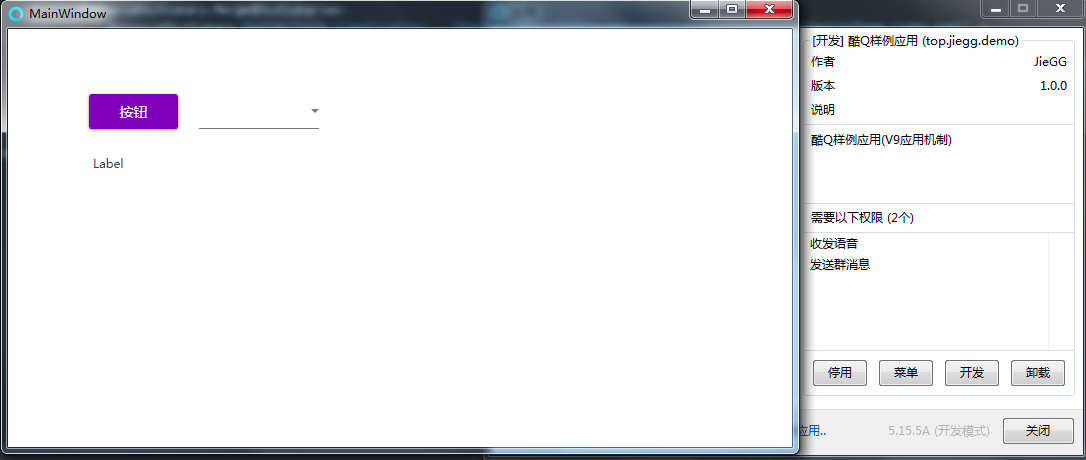 MainWindow
按钮
Label
[开发] 酷Q样例应用 (top.jiegg.demo)
作者 JieGG
版本 1.0.0
说明
酷Q样例应用(V9应用机制)
需要以下权限 (2个)
收发语音
发送群消息
停用 菜单 开发 卸载
应用.. 5.15.5A (开发模式) 关闭